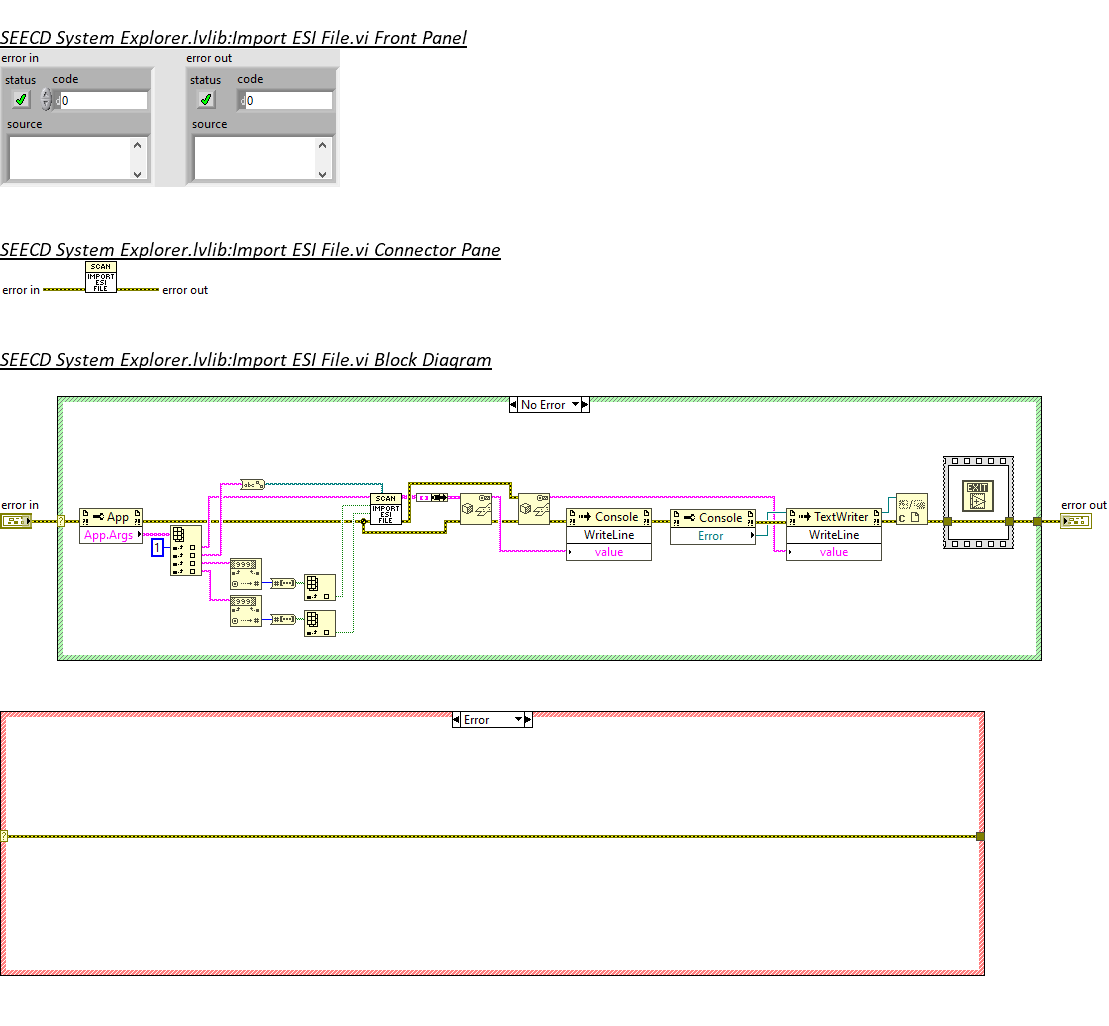 SEECD System Explorer.lvlib:Import ESI File.vi Front Panel
error in
error out
status code
status code
0
0
source
source
SEECD System Explorer.lvlib:Import ESI File.vi Connector Pane
SCAN
IMPORT
ESI
FILE
error in
error out
SEECD System Explorer.lvlib:Import ESI File.vi Block Diagram
No Error
error in
App
App.Args
1
abc
999
999
SCAN
IMPORT
ESI
FILE
Console
WriteLine
value
Console
Error
TextWriter
WriteLine
value
C
EXIT
error out
?
Error
?